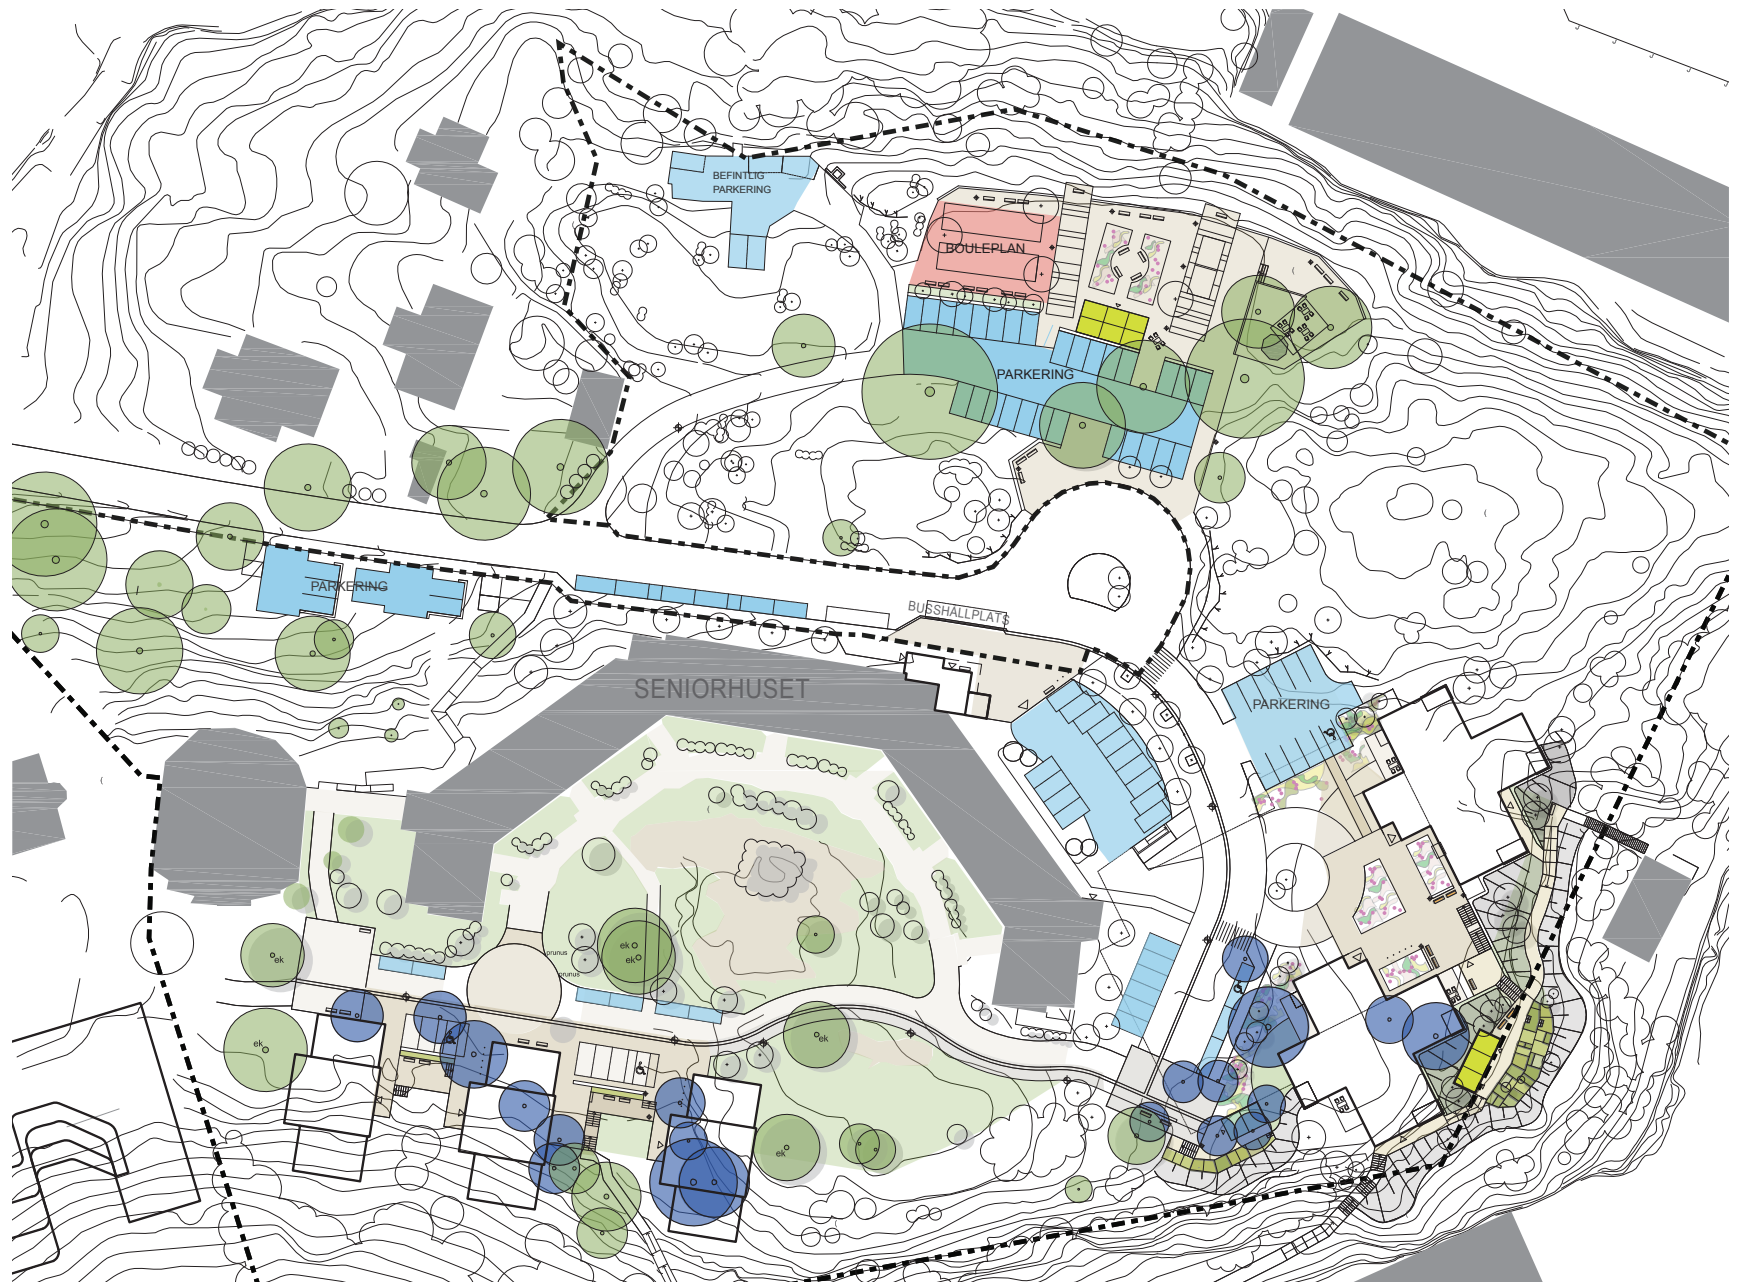 BEFINTLIG
PARKERING
BOULEPLAN
PARKERING
PARKERING
BUSSHÅLLPLATS
SENIORHUSET
PARKERING
ek
ek
ek
prunus
prunus
ek
ek
ek